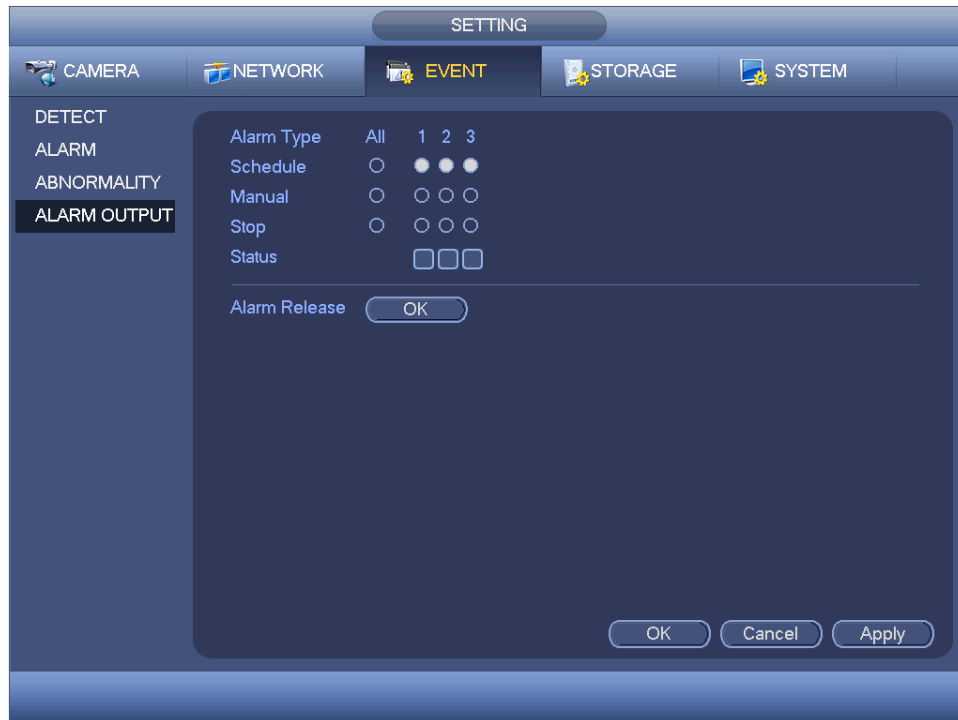 SETTING
CAMERA NETWORK EVENT STORAGE SYSTEM
DETECT
ALARM
ABNORMALITY
ALARM OUTPUT
Alarm Type All 1 2 3
Schedule
Manual
Stop
Status
Alarm Release OK
OK Cancel Apply